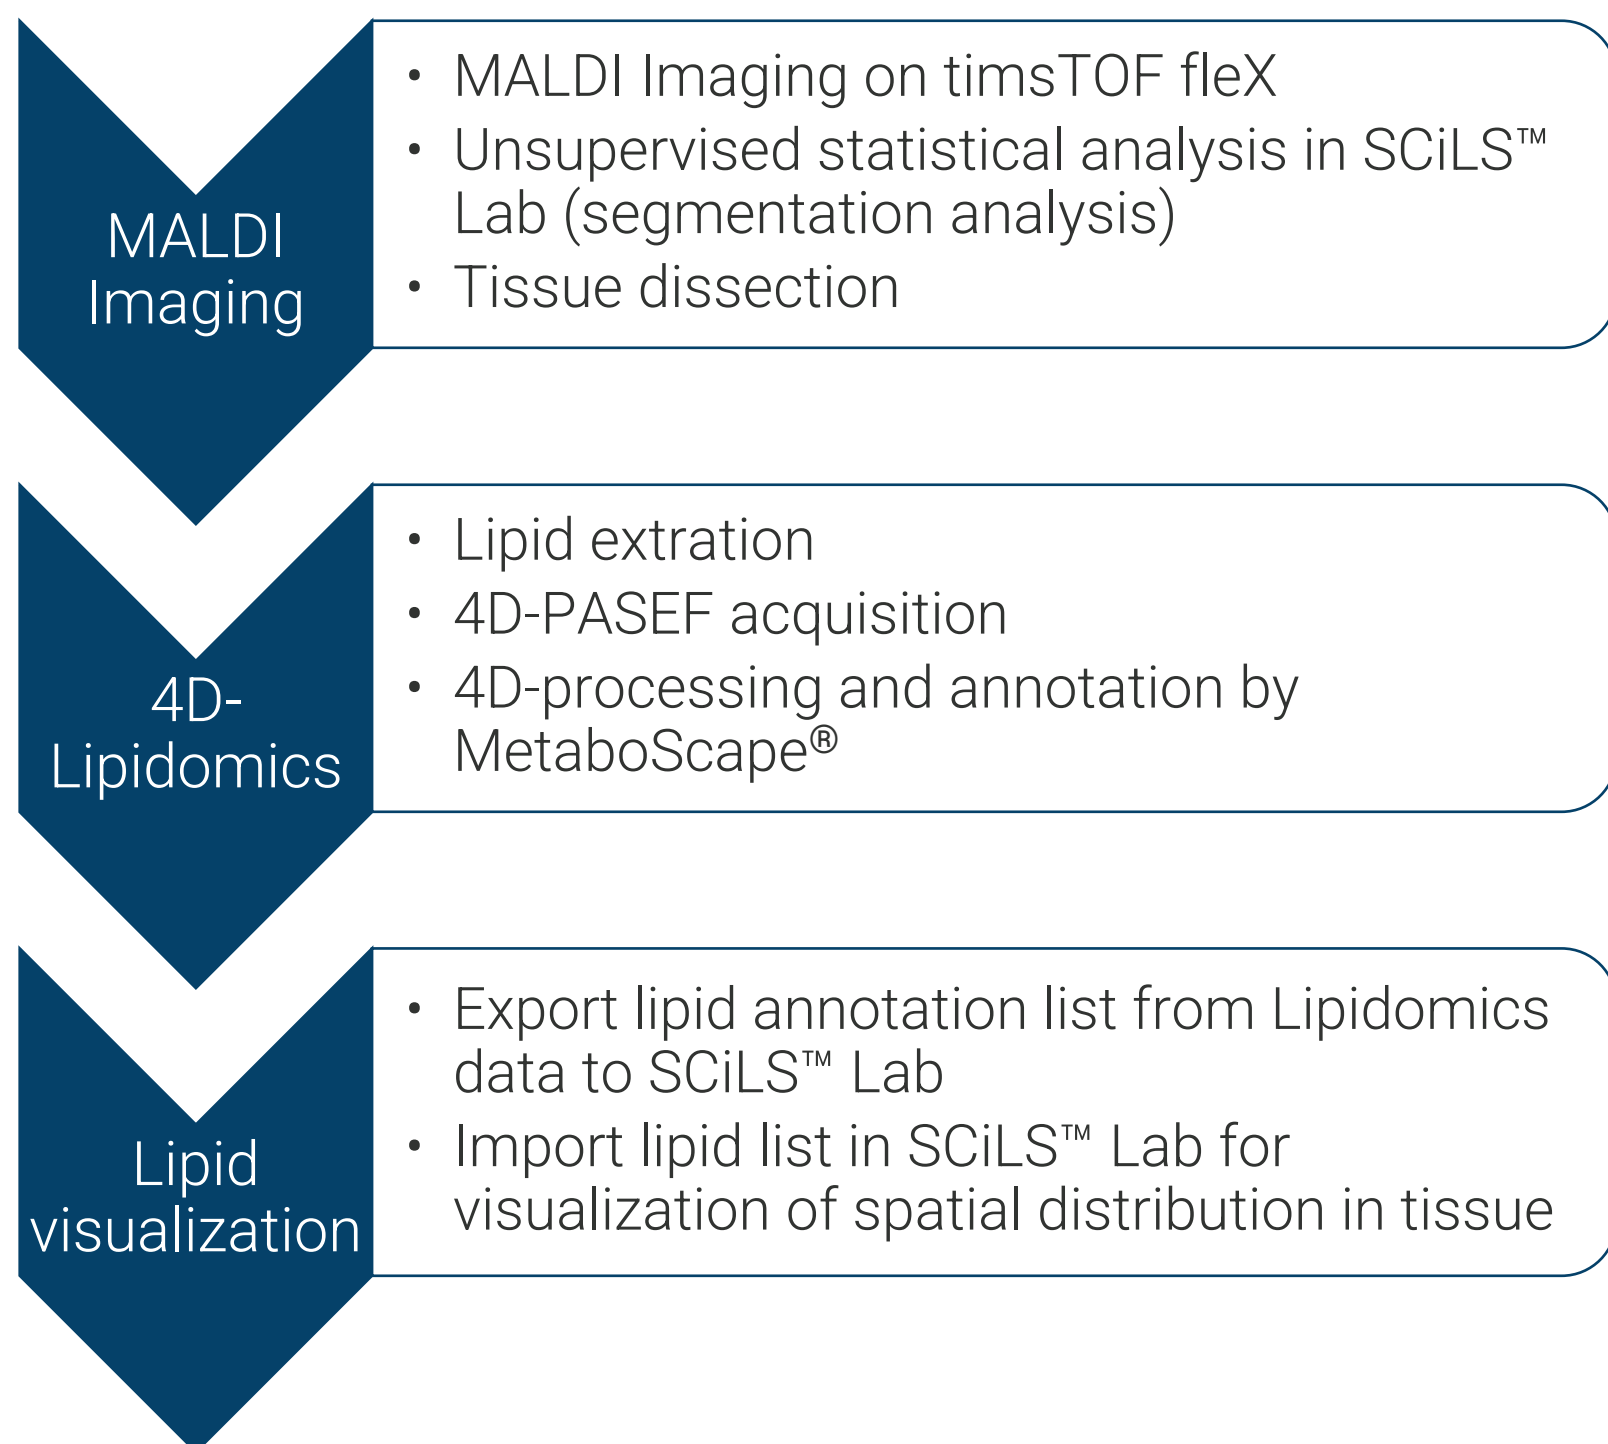 MALDI
Imaging
• MALDI Imaging on timsTOF fleX
• Unsupervised statistical analysis in SCiLS™
Lab (segmentation analysis)
• Tissue dissection
4D-
Lipidomics
• Lipid extration
• 4D-PASEF acquisition
• 4D-processing and annotation by
MetaboScape®
Lipid
visualization
• Export lipid annotation list from Lipidomics
data to SCiLS™ Lab
• Import lipid list in SCiLS™ Lab for
visualization of spatial distribution in tissue